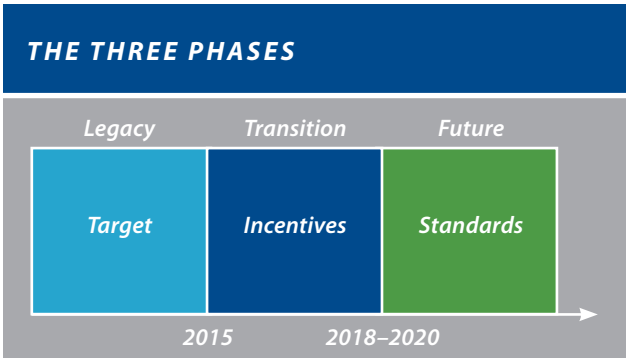 THE THREE PHASES
Legacy Transition Future
Target Incentives Standards
2015 2018–2020